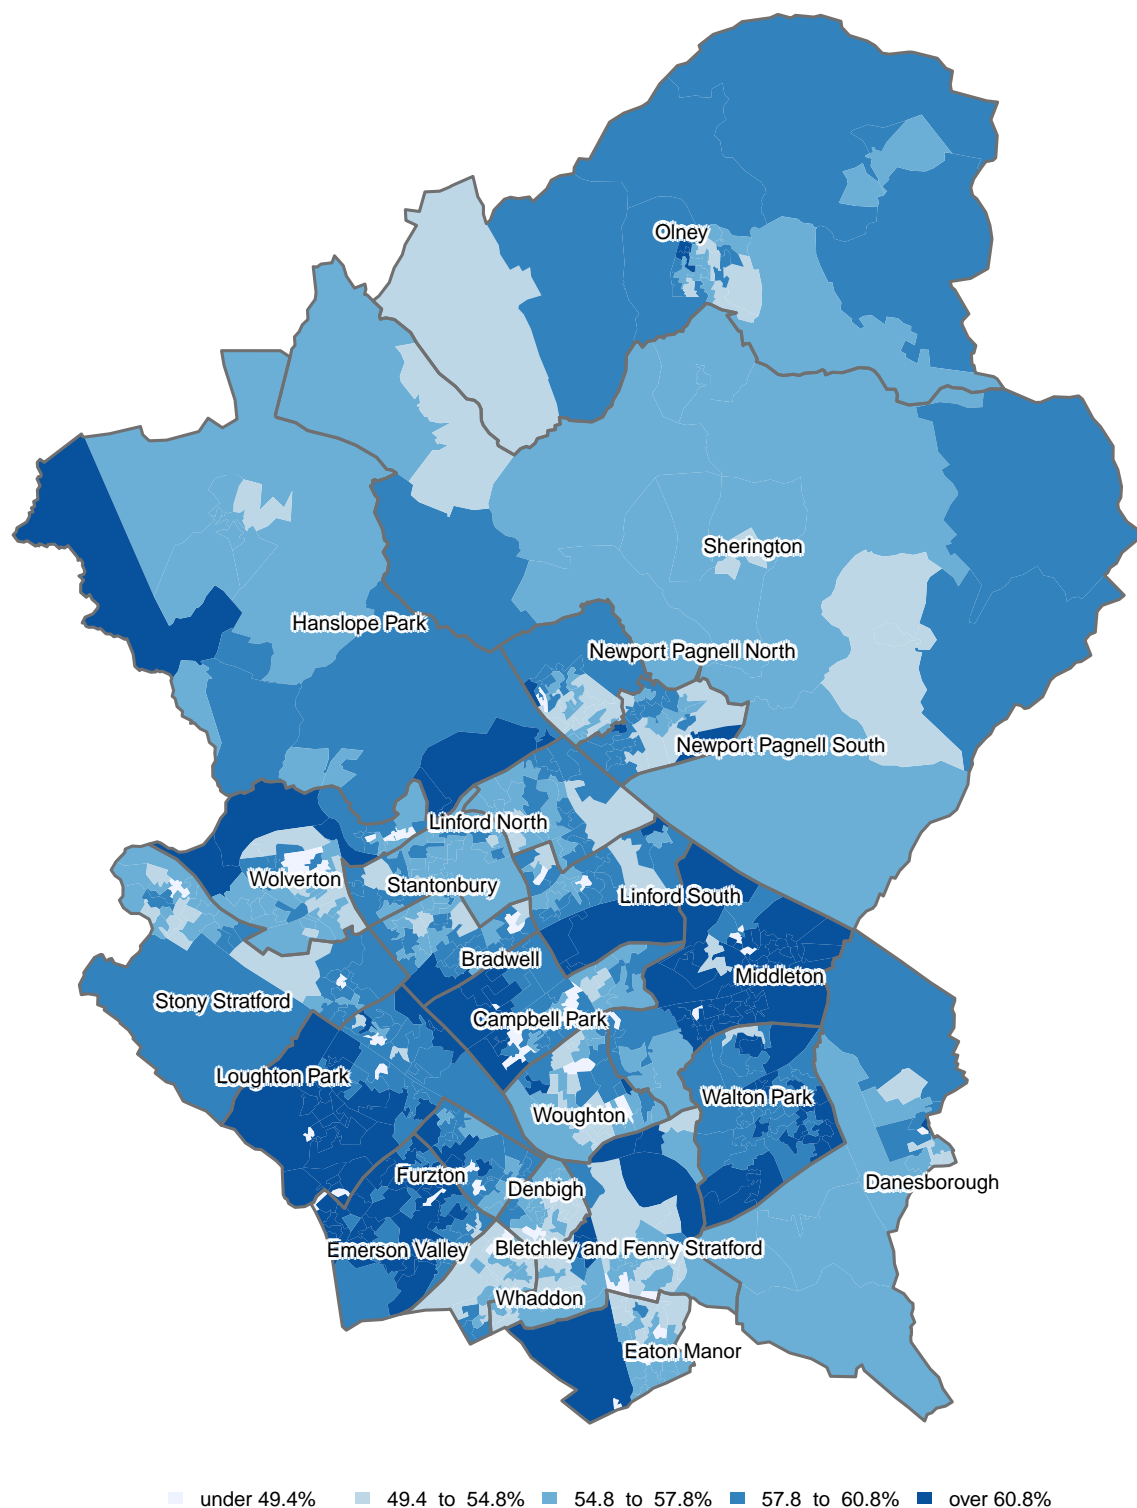 Olney
Sherington
Hanslope Park
Newport Pagnell North
Newport Pagnell South
Linford North
Wolverton
Stantonbury
Linford South
Bradwell
Middleton
Stony Stratford
Campbell Park
Loughton Park
Walton Park
Woughton
Furzton
Denbigh
Danesborough
Emerson Valley
Bletchley and Fenny Stratford
Whaddon
Eaton Manor
under 49.4% 49.4 to 54.8% 54.8 to 57.8% 57.8 to 60.8% over 60.8%